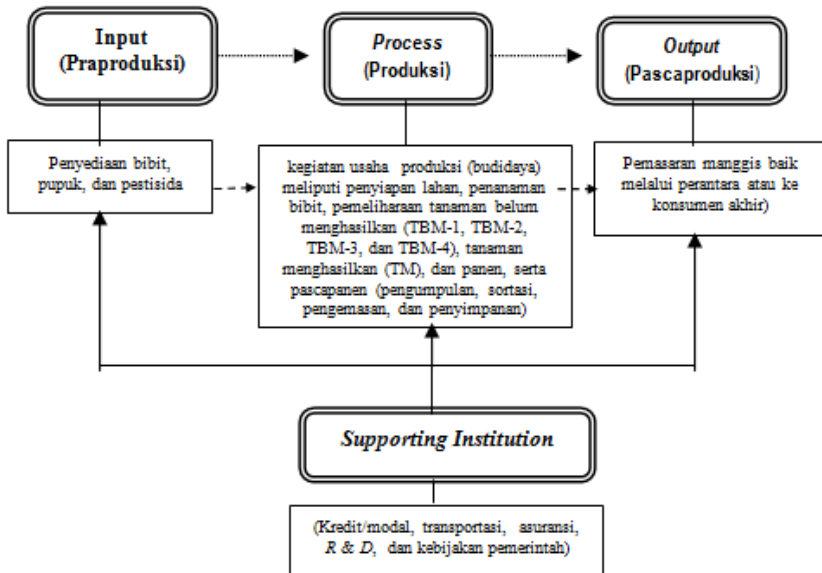 Input
(Praproduksi)
Process
(Produksi)
Output
(Pascaproduksi)
Penyediaan bibit,
pupuk, dan pestisida
kegiatan usaha produksi (budidaya)
meliputi penyiapan lahan, penanaman
bibit, pemeliharaan tanaman belum
menghasilkan (TBM-1, TBM-2,
TBM-3, dan TBM-4), tanaman
menghasilkan (TM), dan panen, serta
pascapanen (pengumpulan, sortasi,
pengemasan, dan penyimpanan)
Pemasaran manggis baik
melalui perantara atau ke
konsumen akhir)
Supporting Institution
(Kredit/modal, transportasi, asuransi,
R & D, dan kebijakan pemerintah)